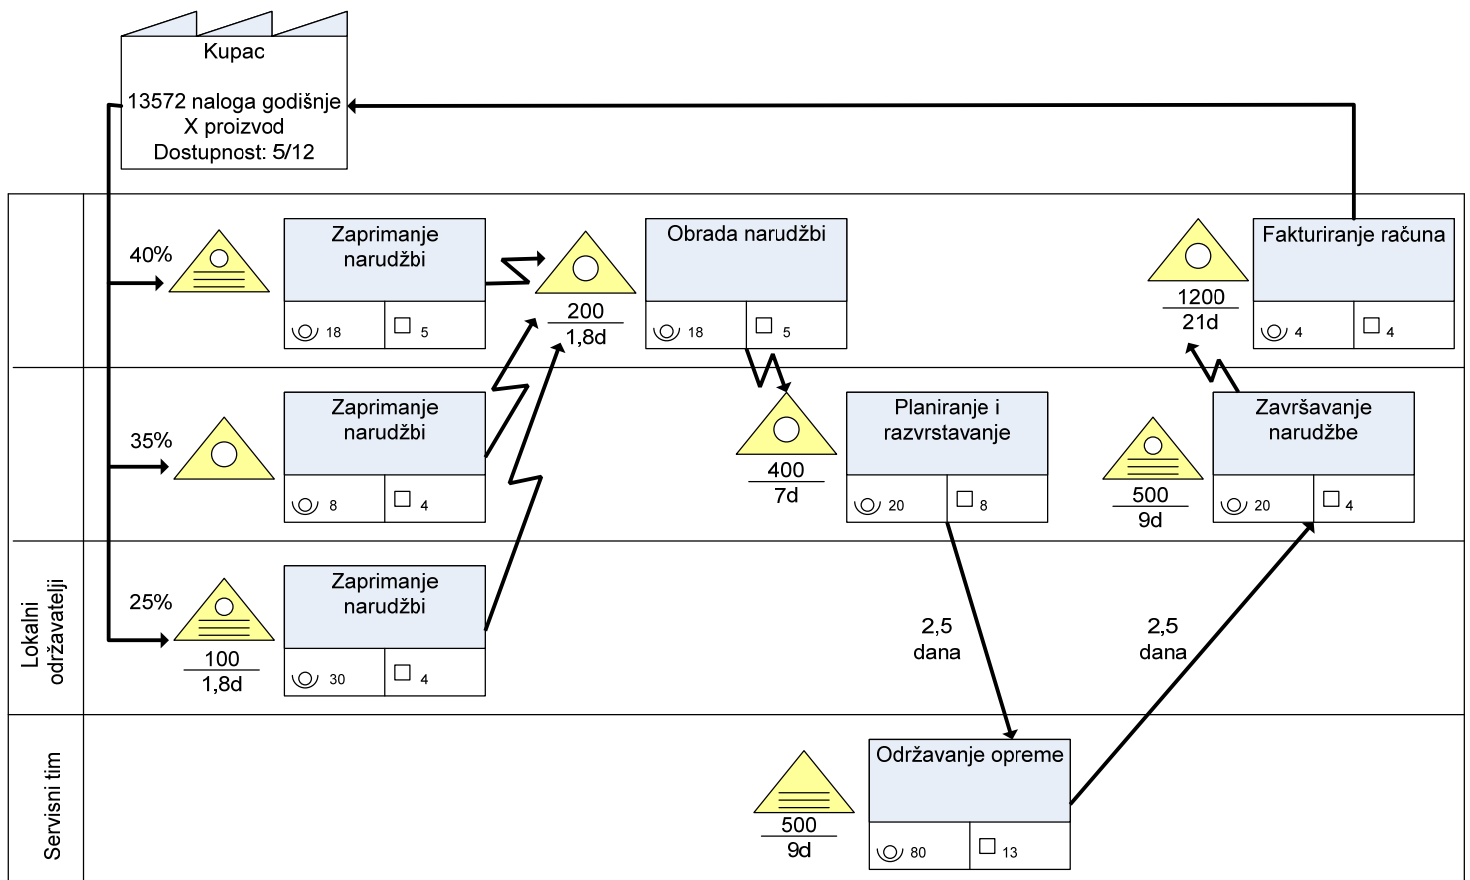 Kupac
13572 naloga godišnje
X proizvod
Dostupnost: 5/12
40%
Zaprimanje
narudžbi
18
5
200
1,8d
Obrada narudžbi
18
5
1200
21d
Fakturiranje računa
4
4
35%
Zaprimanje
narudžbi
8
4
400
7d
Planiranje i
razvrstavanje
20
8
500
9d
Završavanje
narudžbe
20
4
Lokalni
održavatelji
25%
100
1,8d
Zaprimanje
narudžbi
30
4
2,5
dana
2,5
dana
Servisni tim
500
9d
Održavanje opreme
80
13